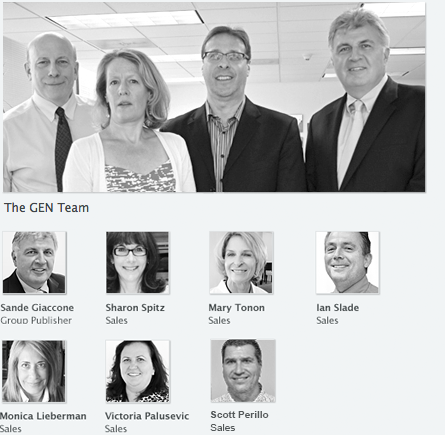 The GEN Team
Sande Giaccone
Group Publisher
Sharon Spitz
Sales
Mary Tonon
Sales
Ian Slade
Sales
Monica Lieberman
Sales
Victoria Palusevic
Sales
Scott Perillo
Sales